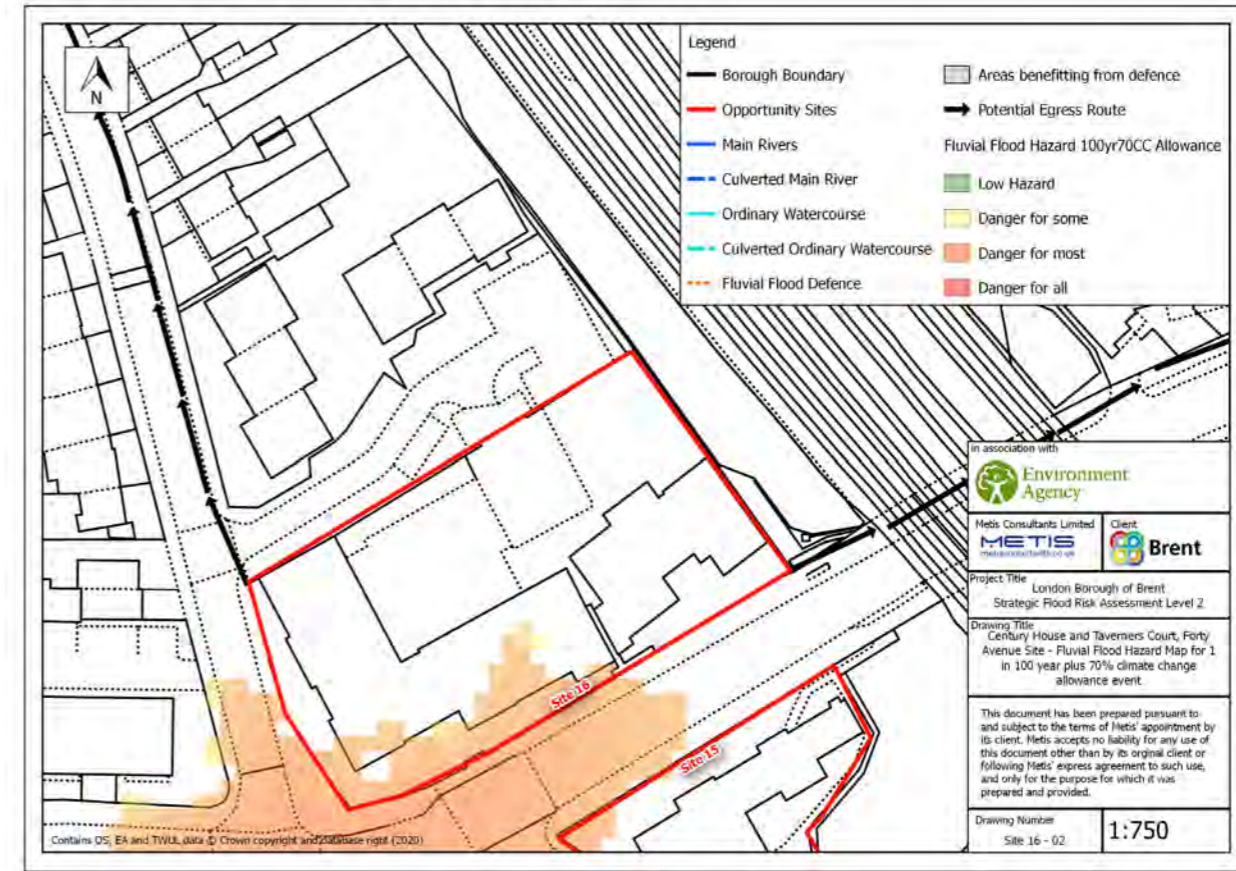 N
Legend
Borough Boundary
Opportunity Sites
Main Rivers
Culverted Main River
Ordinary Watercourse
Culverted Ordinary Watercourse
Fluvial Flood Defence
Areas benefitting from defence
Potential Egress Route
Fluvial Flood Hazard 100yr70CC Allowance
Low Hazard
Danger for some
Danger for most
Danger for all
Site 16
Site 15
in association with
Environment
Agency
Metis Consultants Limited
METIS
Client
Brent
Project Title
London Borough of Brent
Strategic Flood Risk Assessment Level 2
Drawing Title
Century House and Taverners Court, Forty
Avenue Site - Fluvial Flood Hazard Map for 1
in 100 year plus 70% climate change
allowance event
This document has been prepared pursuant to
and subject to the terms of Metis' appointment by
its client. Metis accepts no liability for any use of
this document other than by its orginal client or
following Metis' express agreement to such use,
and only for the purpose for which it was
prepared and provided.
Drawing Number
Site 16 - 02
1:750
Contains OS, EA and TWUL data © Crown copyright and database right (2020)